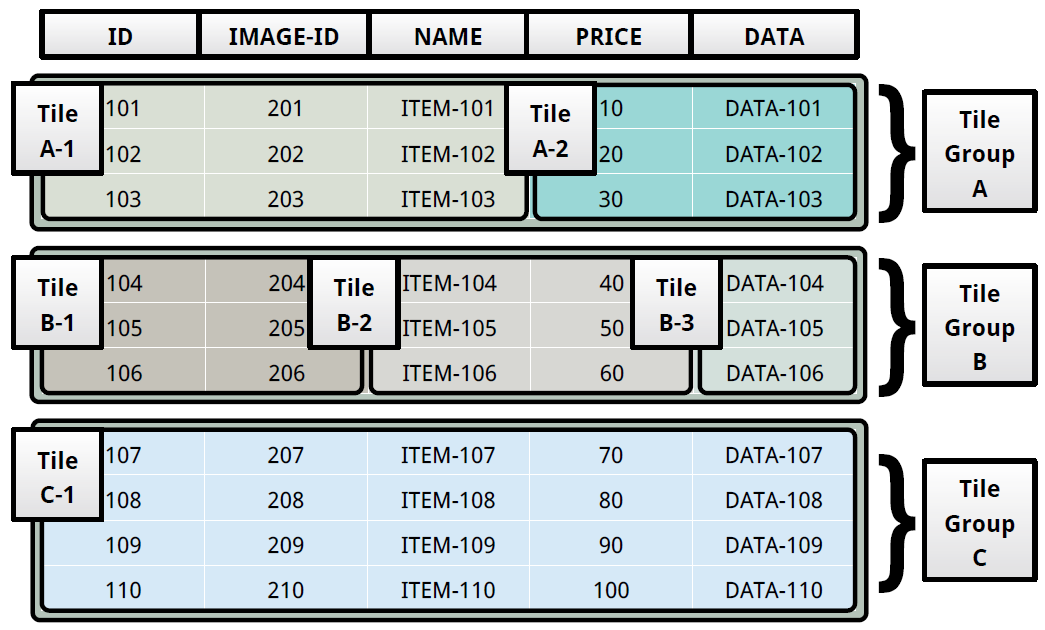 ID IMAGE-ID NAME PRICE DATA
Tile A-1
Tile A-2
101 201 ITEM-101 10 DATA-101
102 202 ITEM-102 20 DATA-102
103 203 ITEM-103 30 DATA-103
Tile Group A
Tile B-1
Tile B-2
Tile B-3
104 204 ITEM-104 40 DATA-104
105 205 ITEM-105 50 DATA-105
106 206 ITEM-106 60 DATA-106
Tile Group B
Tile C-1
107 207 ITEM-107 70 DATA-107
108 208 ITEM-108 80 DATA-108
109 209 ITEM-109 90 DATA-109
110 210 ITEM-110 100 DATA-110
Tile Group C